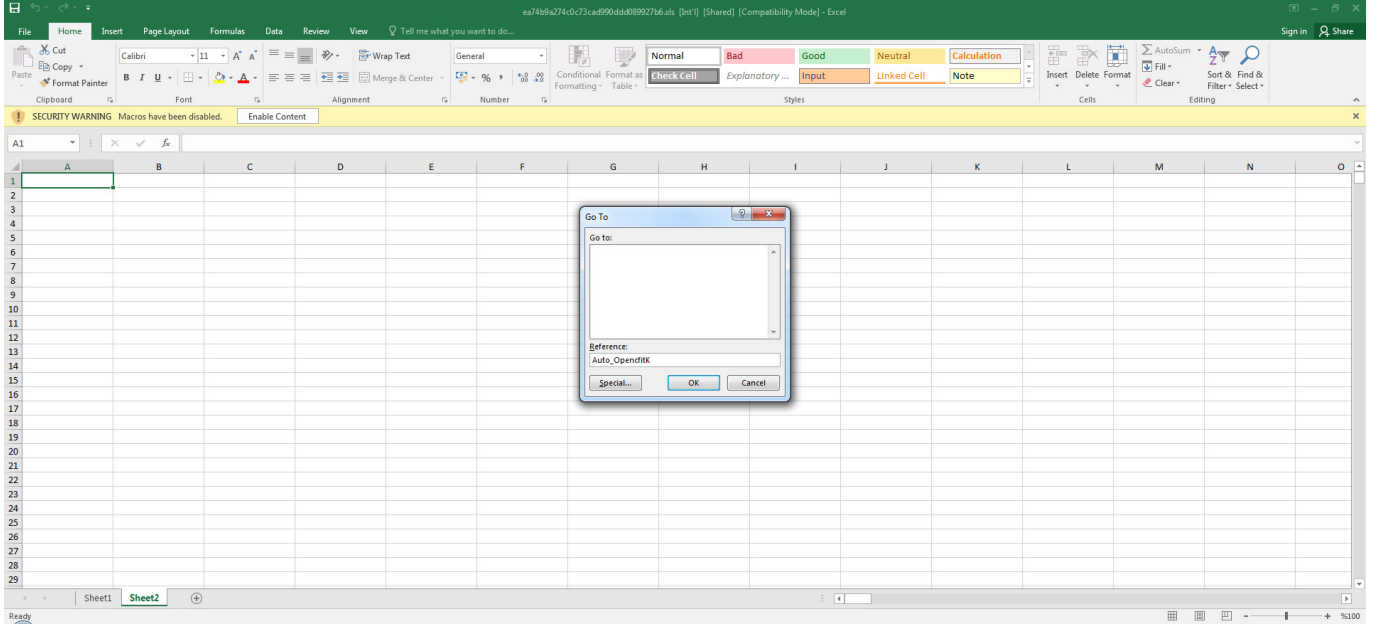 ea74b9a274c0c73cad990ddd089927b6.xls [Int'l] [Shared] [Compatibility Mode] - Excel
File Home Insert Page Layout Formulas Data Review View Tell me what you want to do... Sign in Share
Cut
Copy
Format Painter
Paste
Clipboard
Calibri 11 A A
B I U A
Font
Wrap Text
Merge & Center
Alignment
General
% ,
Number
Conditional Formatting
Format as Table
Normal Bad Good Neutral Calculation
Check Cell Explanatory ... Input Linked Cell Note
Styles
Insert Delete Format
Cells
AutoSum
Fill
Clear
Sort & Filter
Find & Select
Editing
SECURITY WARNING Macros have been disabled. Enable Content
A1 fx
A B C D E F G H I J K L M N O
1
2
3
4
5
6
7
8
9
10
11
12
13
14
15
16
17
18
19
20
21
22
23
24
25
26
27
28
29
Go To
Go to:
Reference:
Auto_OpencfitK
Special... OK Cancel
Sheet1 Sheet2
Ready %100